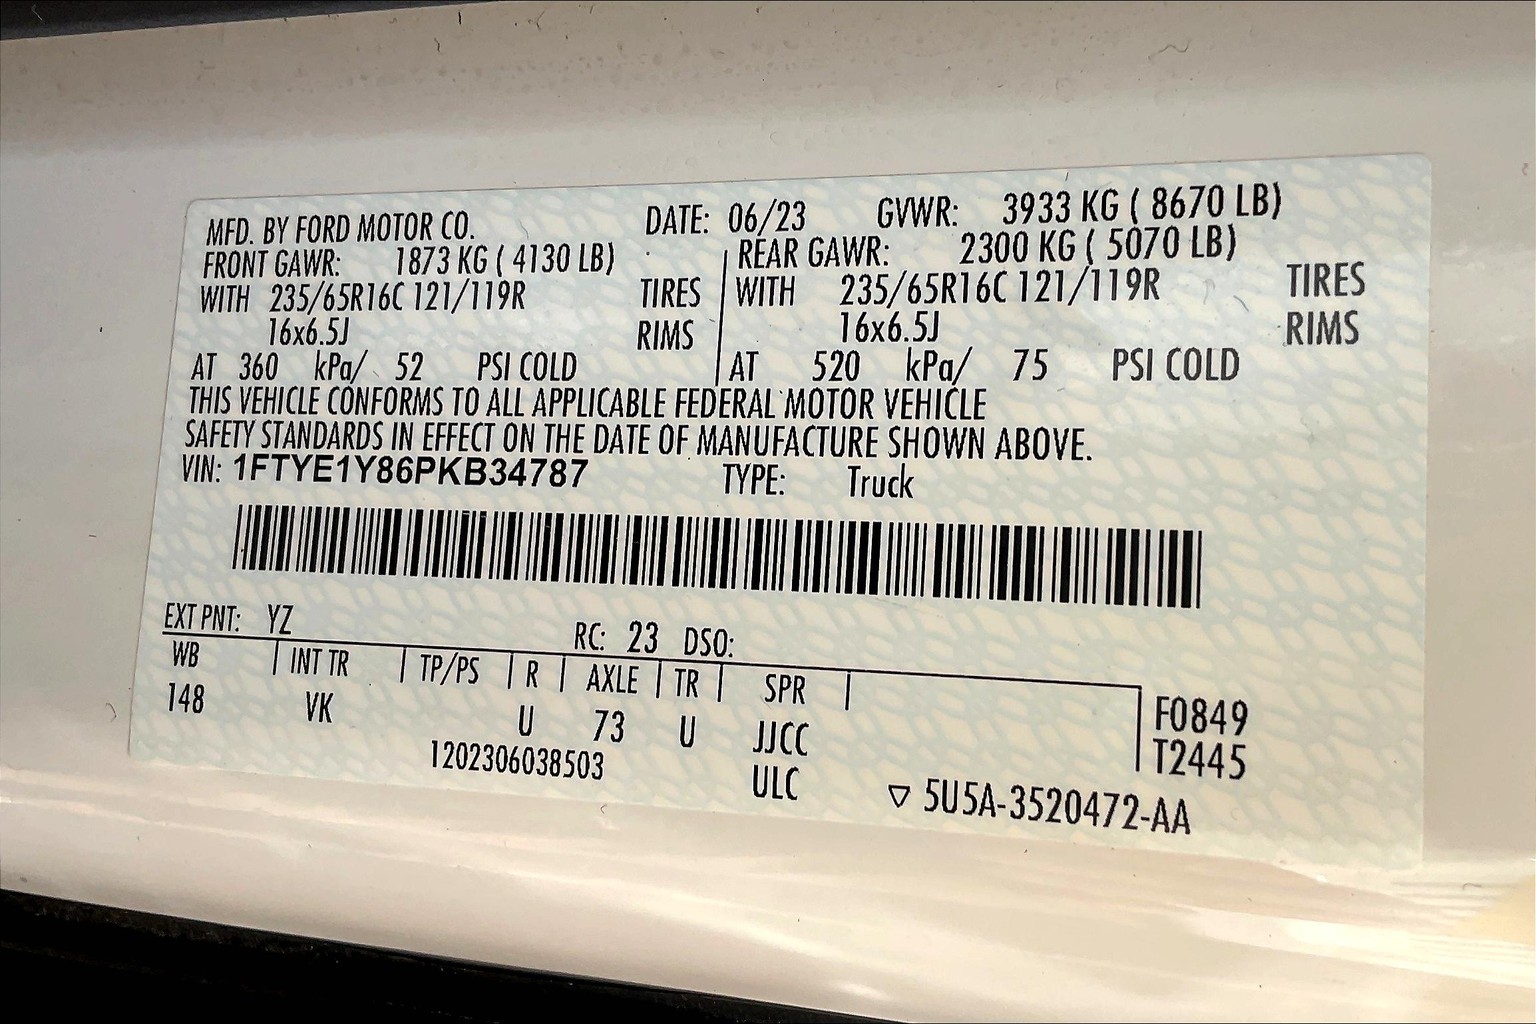 MFD. BY FORD MOTOR CO. DATE: 06/23 GVWR: 3933 KG ( 8670 LB)
FRONT GAWR: 1873 KG ( 4130 LB) REAR GAWR: 2300 KG ( 5070 LB)
WITH 235/65R16C 121/119R TIRES WITH 235/65R16C 121/119R TIRES
16x6.5J RIMS 16x6.5J RIMS
AT 360 kPa/ 52 PSI COLD AT 520 kPa/ 75 PSI COLD
THIS VEHICLE CONFORMS TO ALL APPLICABLE FEDERAL MOTOR VEHICLE
SAFETY STANDARDS IN EFFECT ON THE DATE OF MANUFACTURE SHOWN ABOVE.
VIN: 1FTYE1Y86PKB34787 TYPE: Truck
EXT PNT: YZ RC: 23 DSO:
WB INT TR TP/PS R AXLE TR SPR
148 VK U 73 U JJCC F0849
1202306038503 ULC T2445
▽ 5U5A-3520472-AA